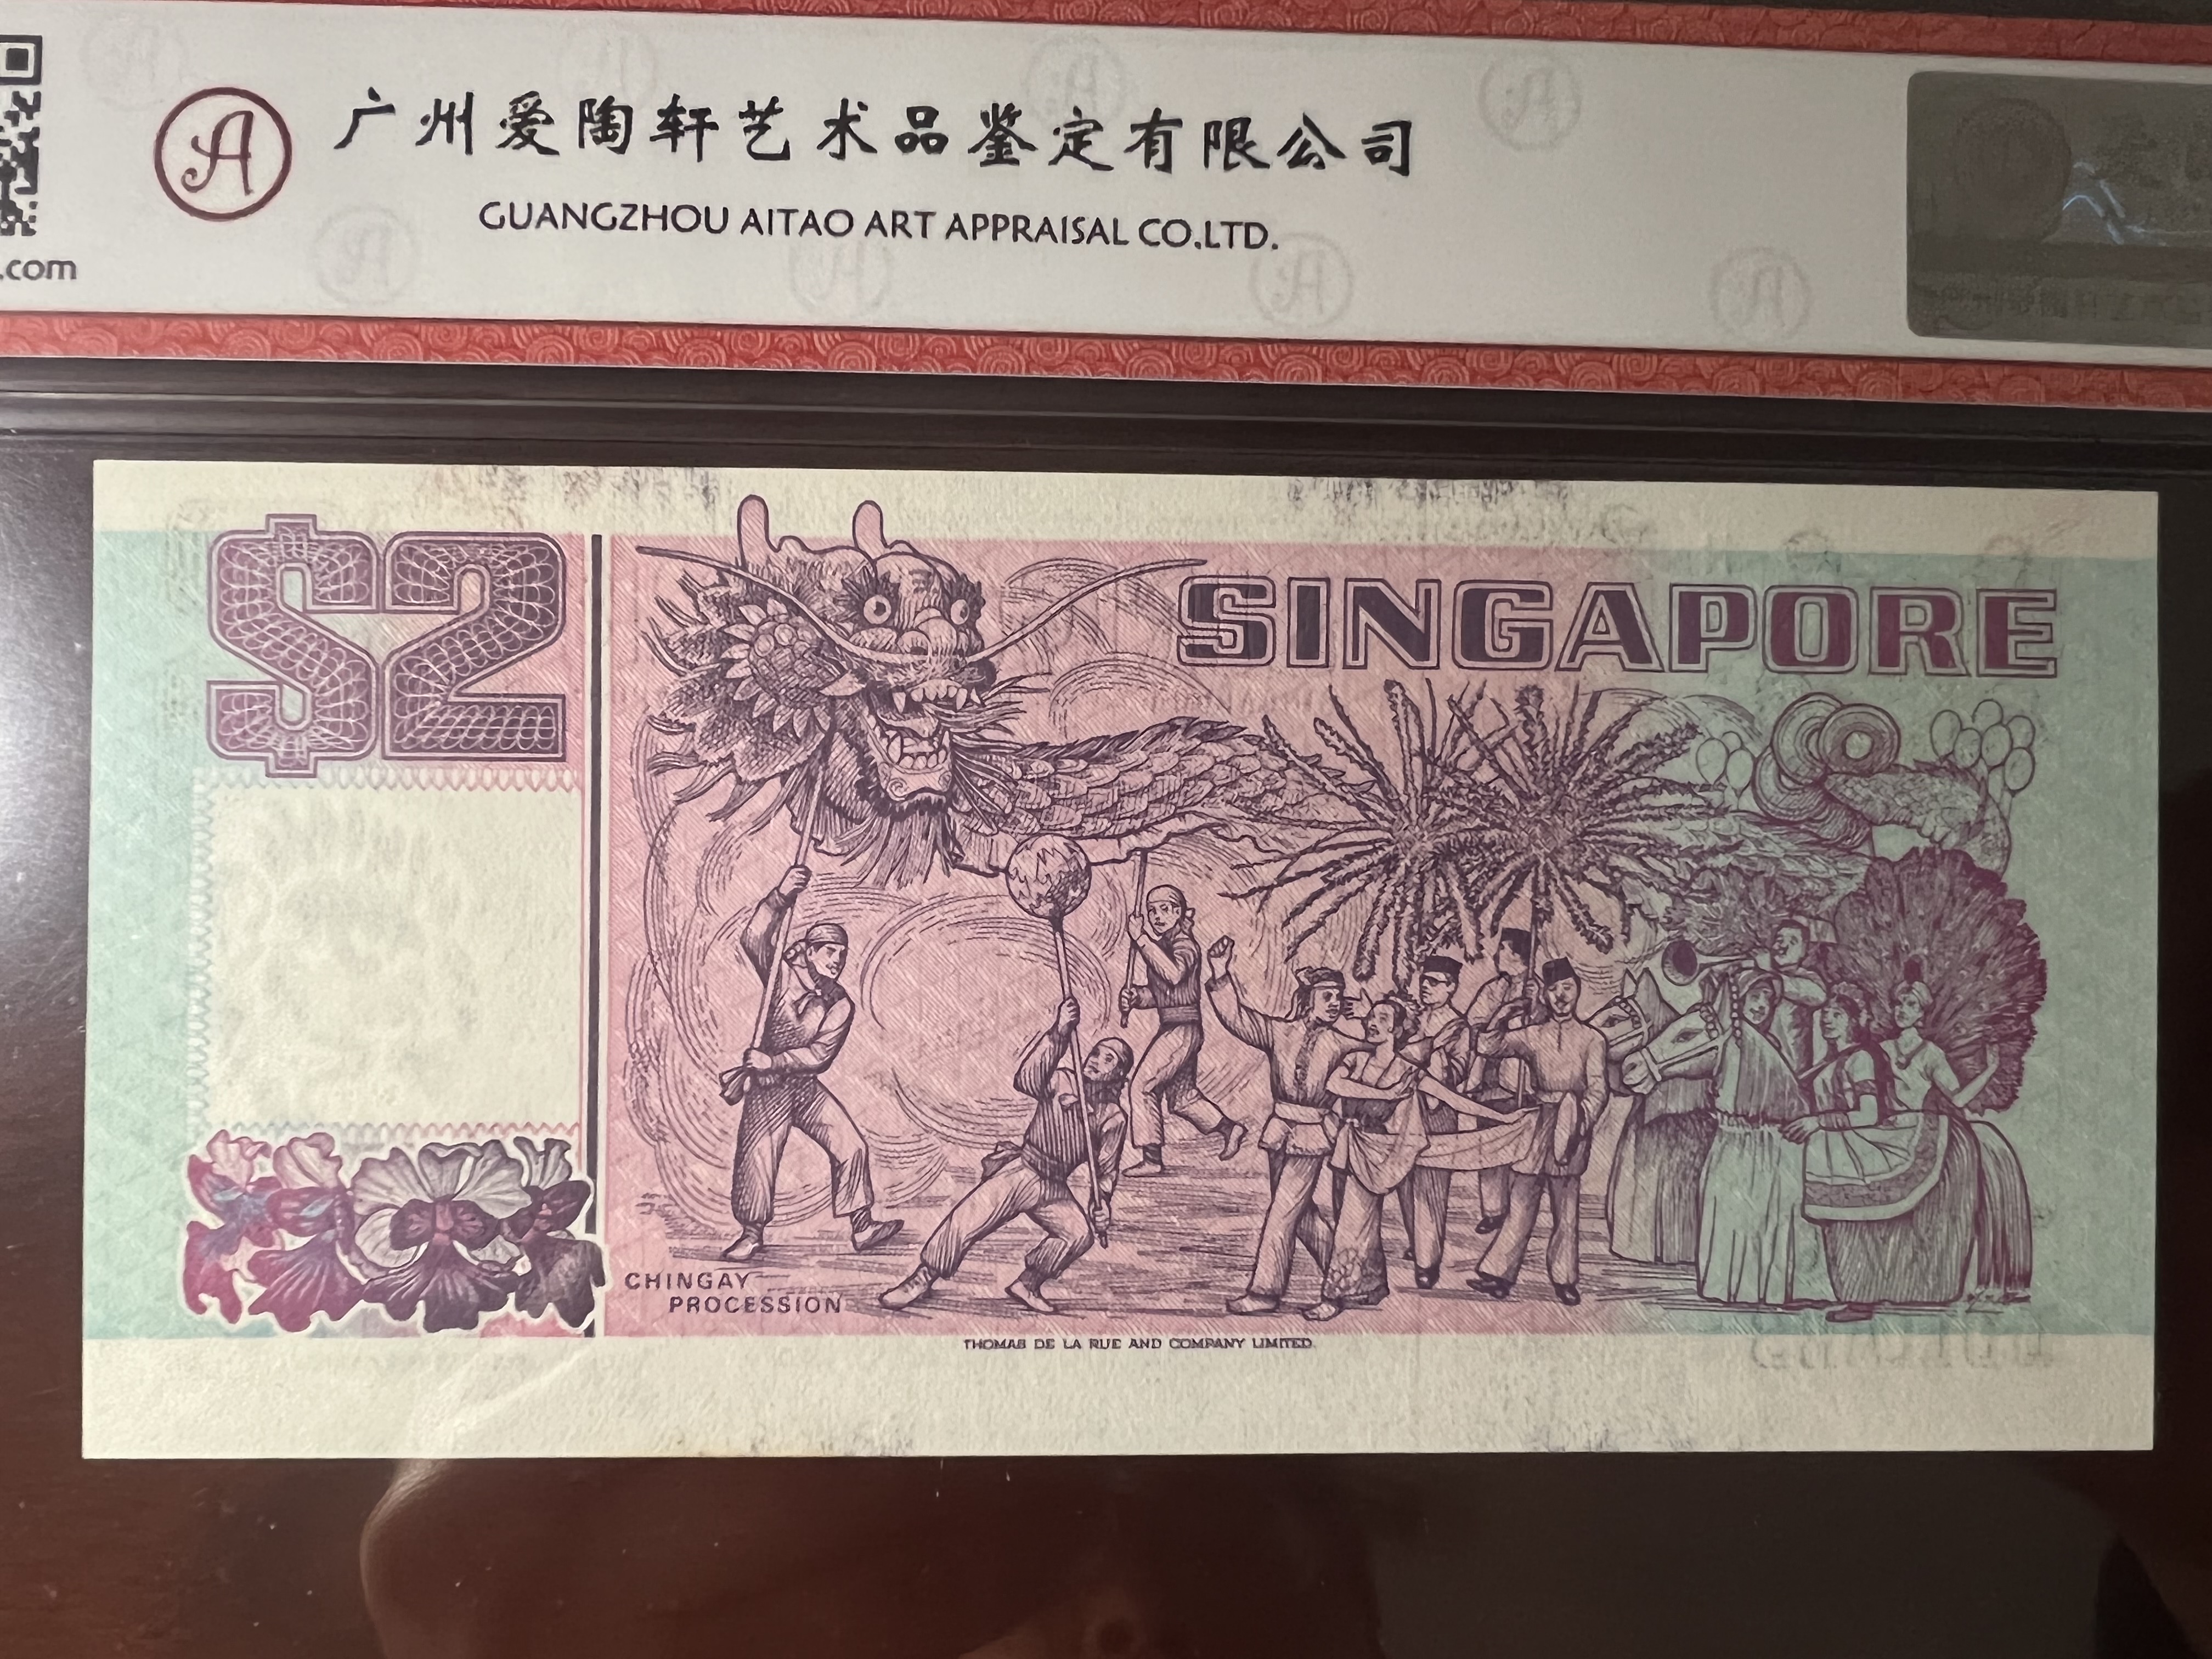 广州爱陶轩艺术品鉴定有限公司
A
GUANGZHOU AITAO ART APPRAISAL CO.LTD.
.com
$2
SINGAPORE
CHINGAY
PROCESSION
THOMAS DE LA RUE AND COMPANY LIMITED